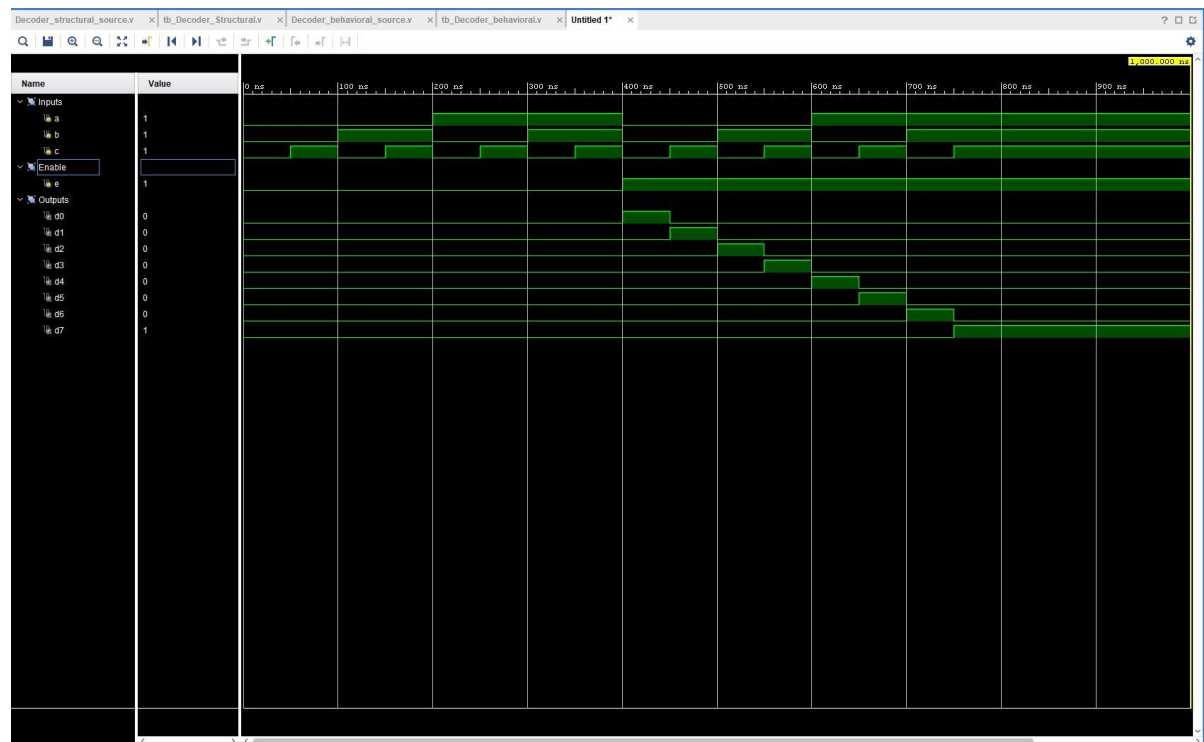 Decoder_structural_source.v × tb_Decoder_Structural.v × Decoder_behavioral_source.v × tb_Decoder_behavioral.v × Untitled 1* ×
1,000.000 ns
Name Value
0 ns 100 ns 200 ns 300 ns 400 ns 500 ns 600 ns 700 ns 800 ns 900 ns
Inputs
a 1
b 1
c 1
Enable
e 1
Outputs
d0 0
d1 0
d2 0
d3 0
d4 0
d5 0
d6 0
d7 1